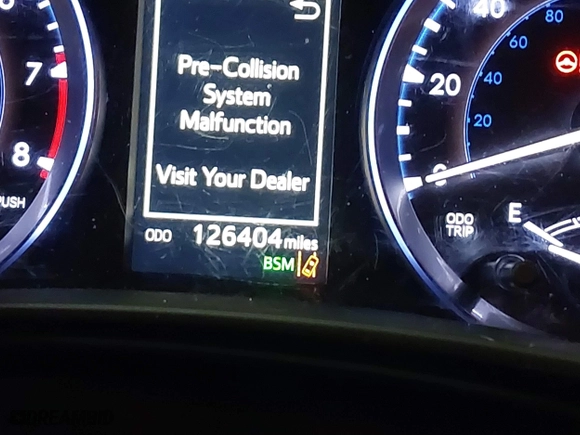 Pre-Collision
System
Malfunction
Visit Your Dealer
ODO 126404 miles
BSM
7
8
PUSH
40
20
0
80
60
40
20
ODO
TRIP
E